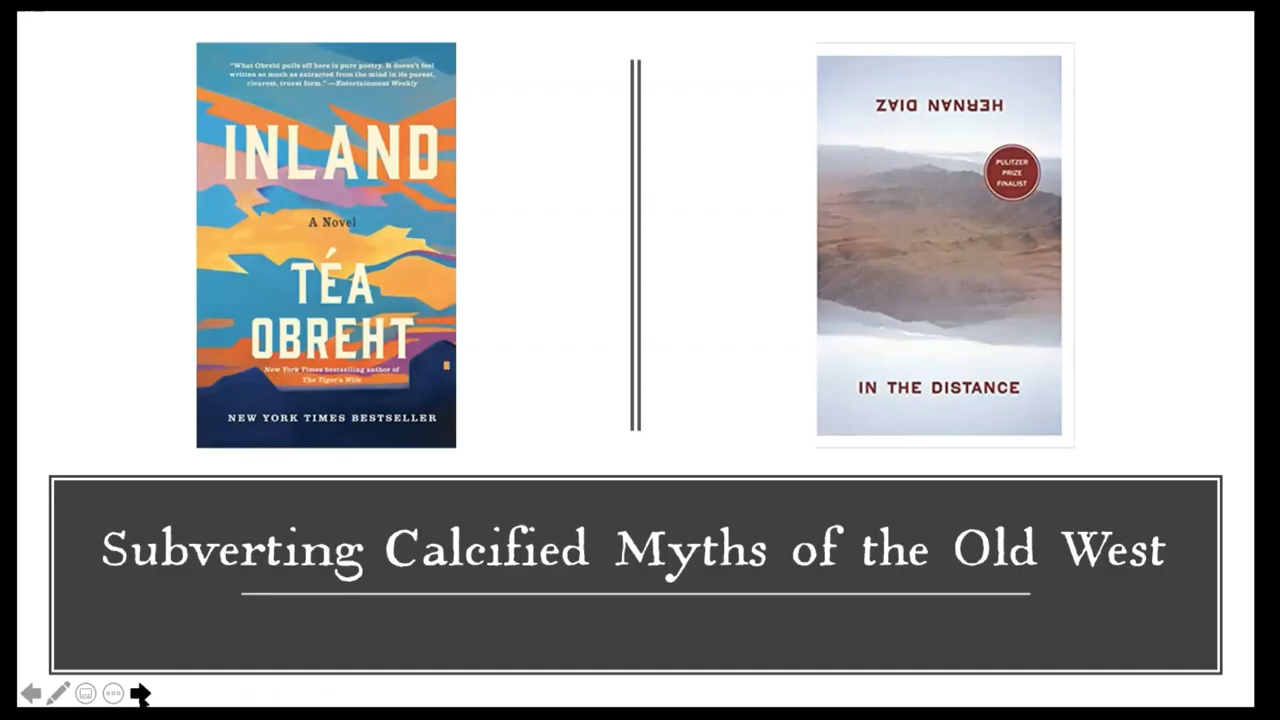 "What Obreht pulls off here is pure poetry. It doesn't feel
written so much as extracted from the mind in its purest,
clearest, truest form." —Entertainment Weekly
INLAND
A Novel
TÉA
OBREHT
New York Times bestselling author of
The Tiger's Wife
NEW YORK TIMES BESTSELLER
HERNAN DIAZ
PULITZER
PRIZE
FINALIST
IN THE DISTANCE
Subverting Calcified Myths of the Old West